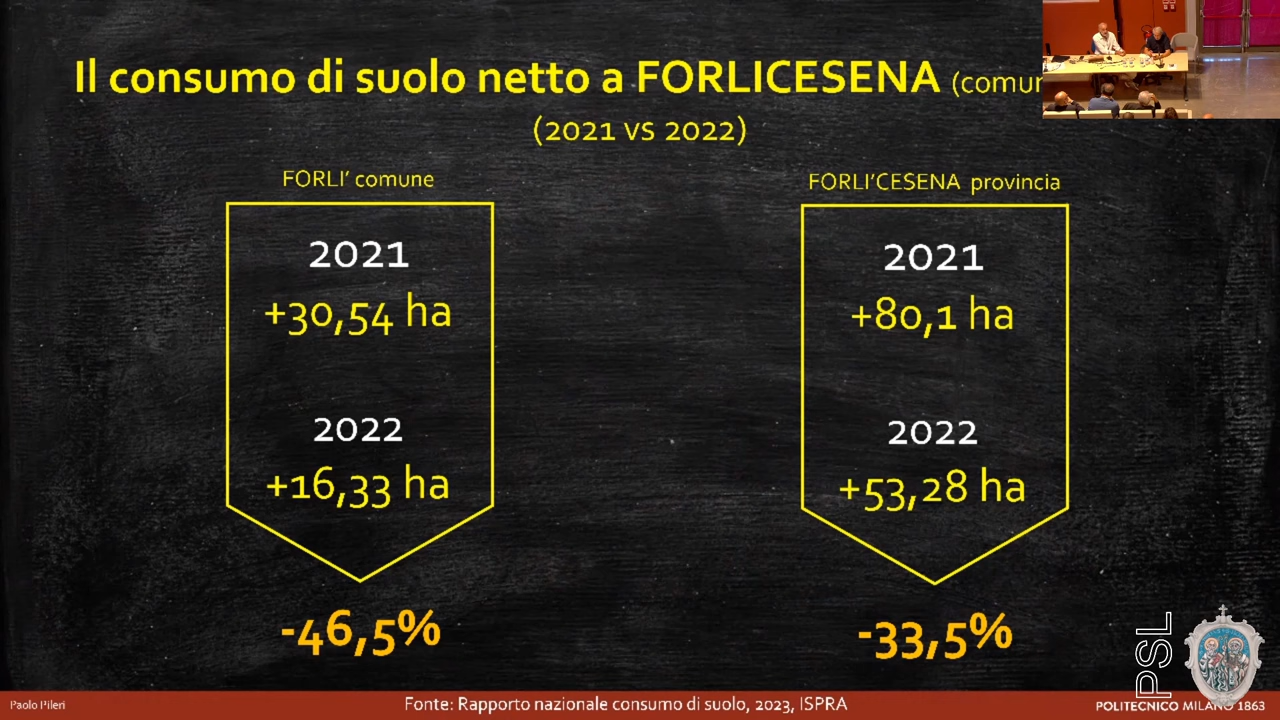 Il consumo di suolo netto a FORLICESENA (comun
(2021 vs 2022)
FORLI' comune
2021
+30,54 ha
2022
+16,33 ha
-46,5%
FORLI'CESENA provincia
2021
+80,1 ha
2022
+53,28 ha
-33,5%
PSL
Paolo Pileri
Fonte: Rapporto nazionale consumo di suolo, 2023, ISPRA
POLITECNICO MILANO 1863